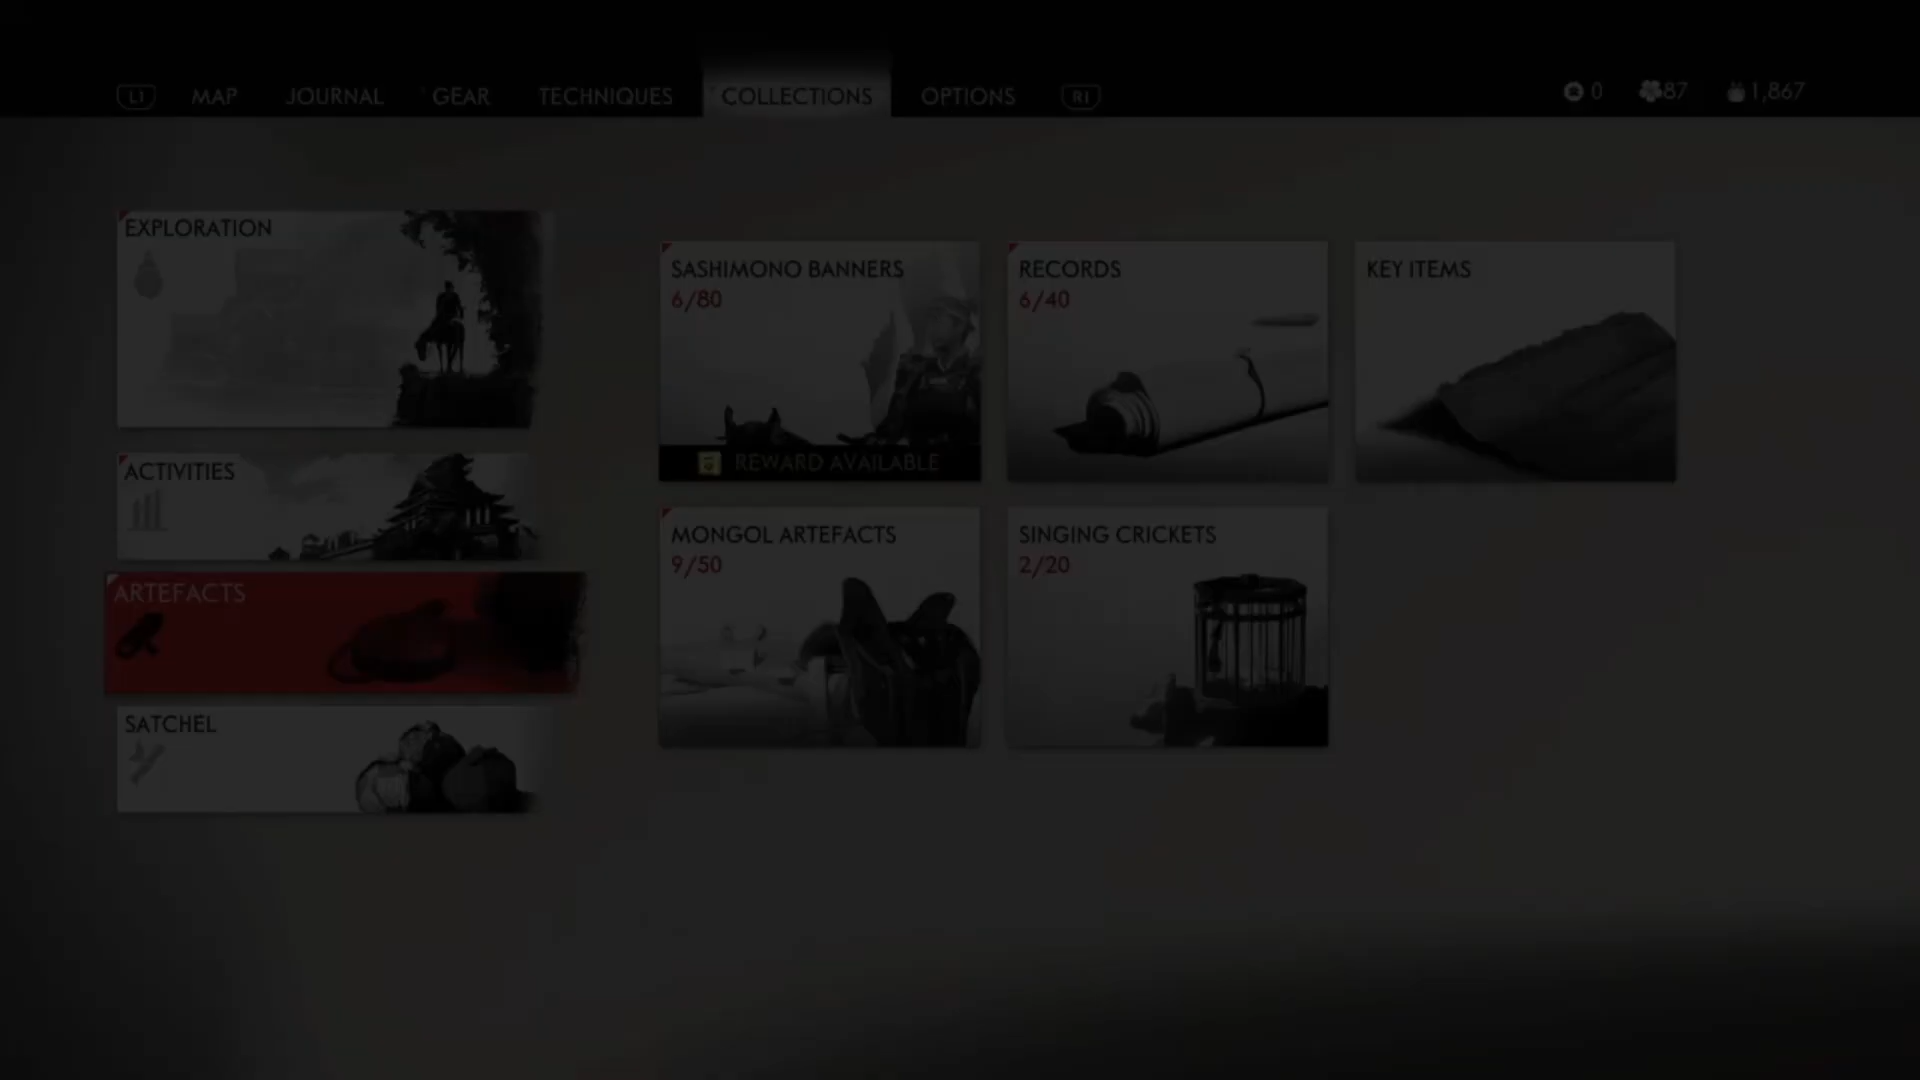 L1 MAP JOURNAL GEAR TECHNIQUES COLLECTIONS OPTIONS R1 0 87 1,867
EXPLORATION
ACTIVITIES
ARTEFACTS
SATCHEL
SASHIMONO BANNERS
6/80
REWARD AVAILABLE
RECORDS
6/40
KEY ITEMS
MONGOL ARTEFACTS
9/50
SINGING CRICKETS
2/20